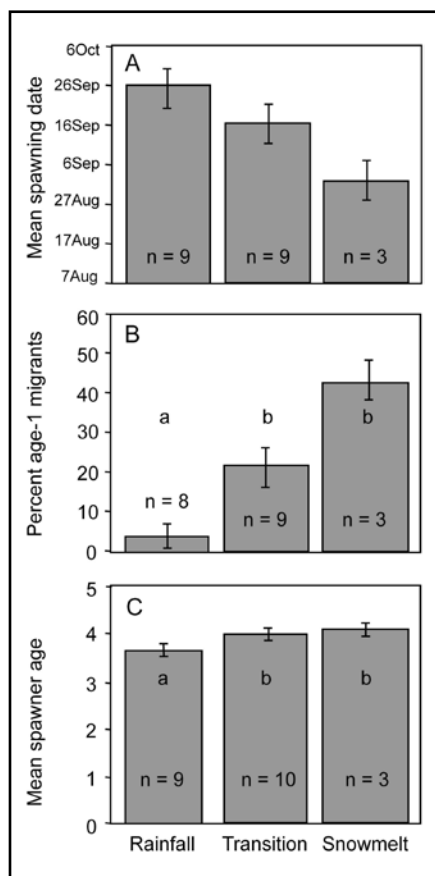 A
Mean spawning date
6Oct
26Sep
16Sep
6Sep
27Aug
17Aug
7Aug
n = 9
n = 9
n = 3
B
Percent age-1 migrants
60
50
40
30
20
10
0
a
b
b
n = 8
n = 9
n = 3
C
Mean spawner age
5
4
3
2
1
0
a
b
b
n = 9
n = 10
n = 3
Rainfall Transition Snowmelt